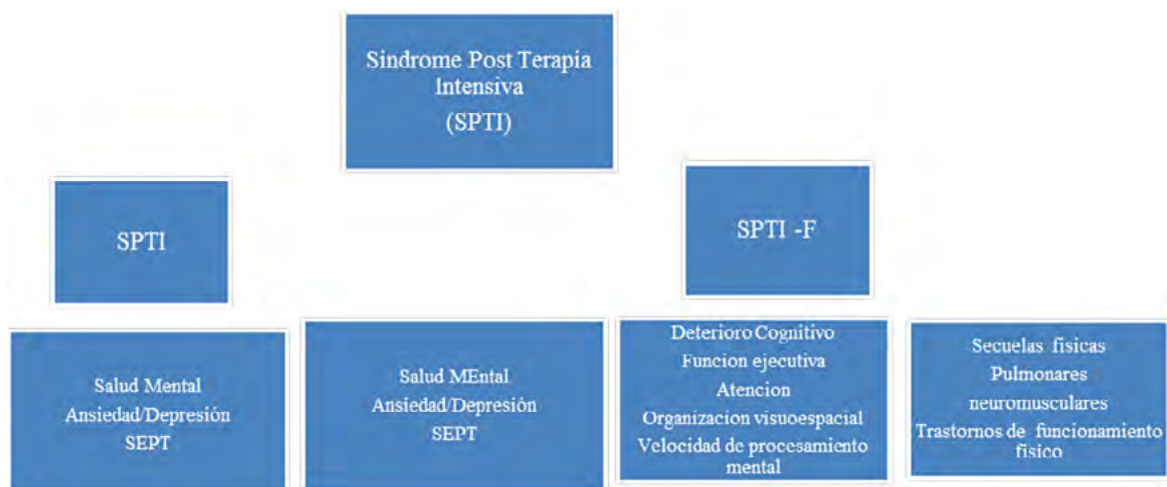 Sindrome Post Terapia
Intensiva
(SPTI)
SPTI
SPTI -F
Salud Mental
Ansiedad/Depresión
SEPT
Salud MEntal
Ansiedad/Depresión
SEPT
Deterioro Cognitivo
Funcion ejecutiva
Atencion
Organizacion visuoespacial
Velocidad de procesamiento
mental
Secuelas fisicas
Pulmonares
neuromusculares
Trastornos de funcionamiento
fisico